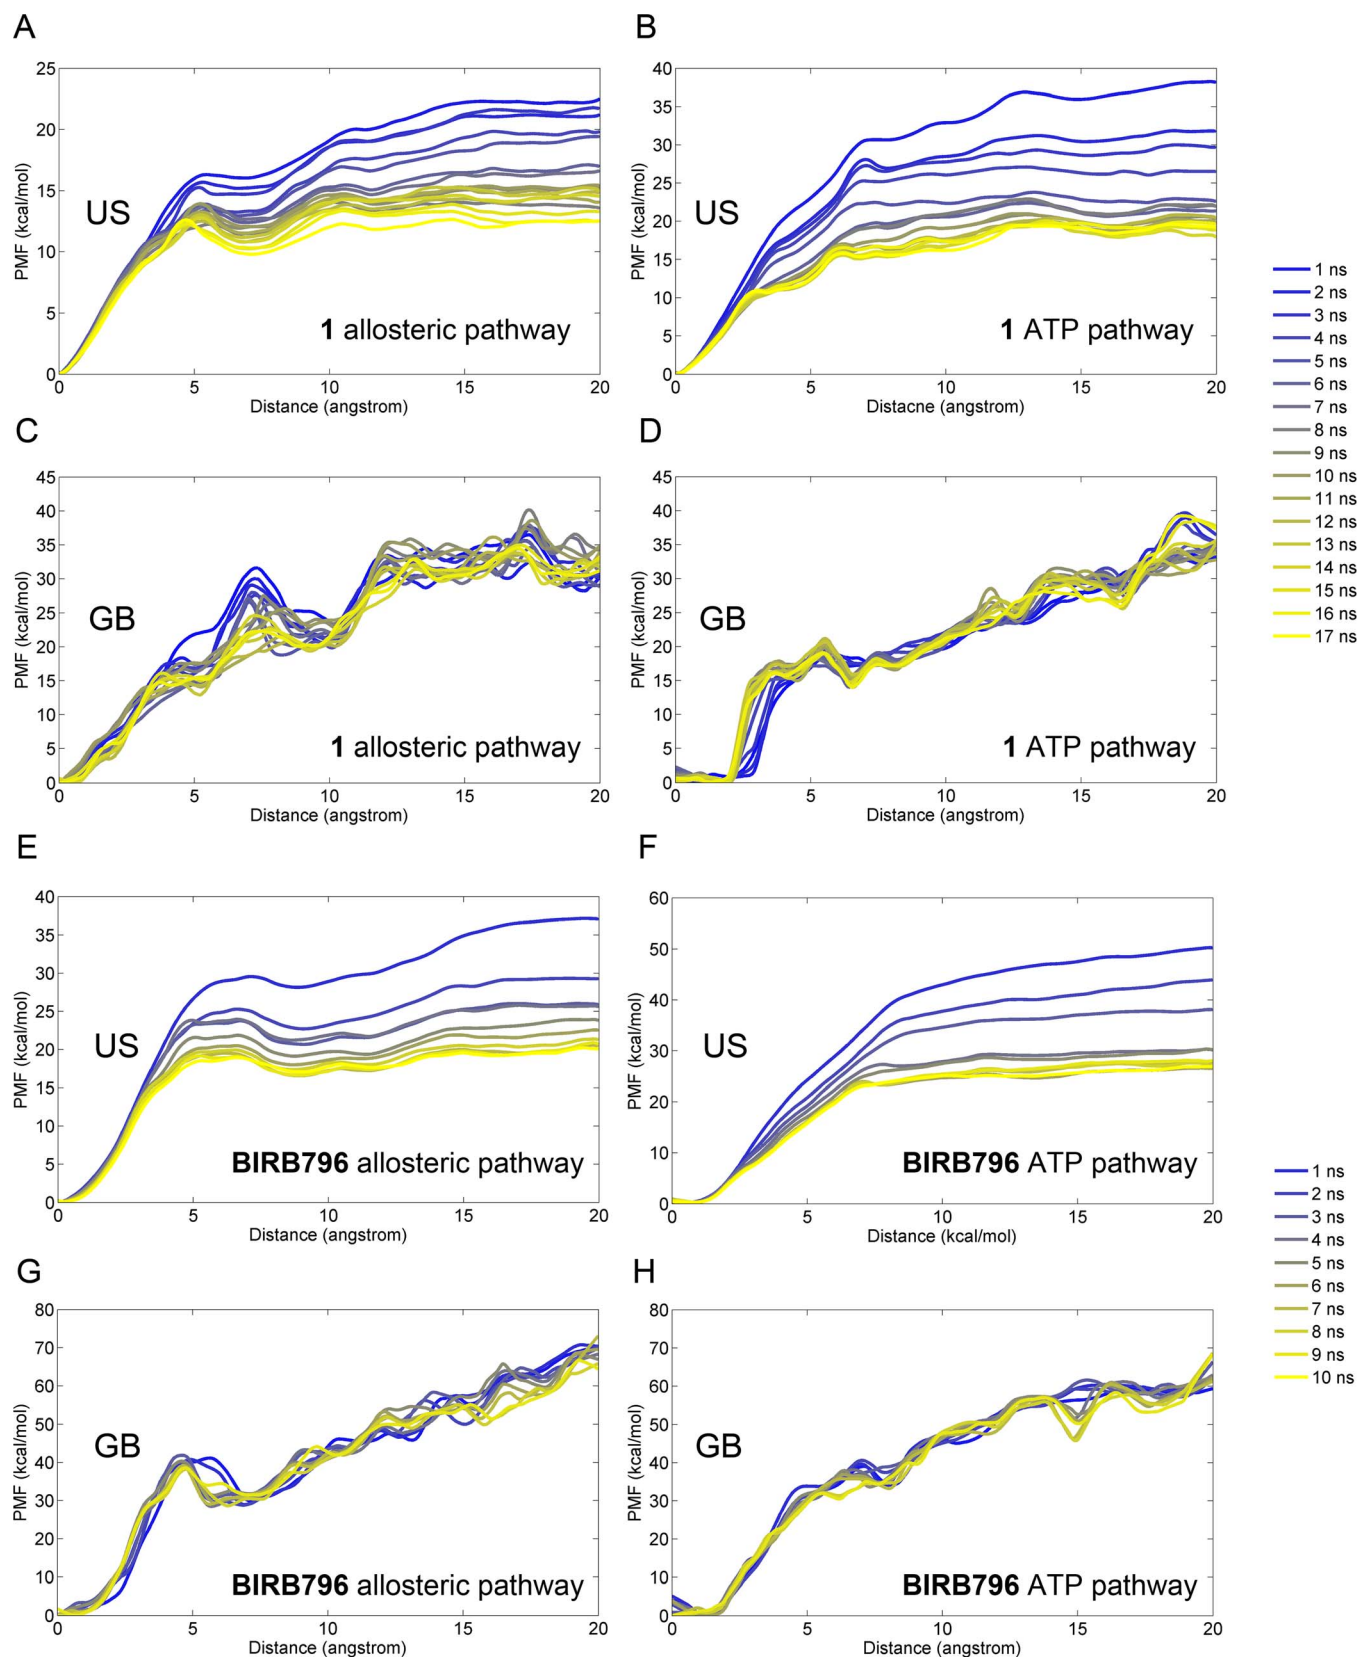 A
B
25
20
15
10
5
0
PMF (kcal/mol)
US
1 allosteric pathway
0 5 10 15 20
Distance (angstrom)
40
35
30
25
20
15
10
5
0
PMF (kcal/mol)
US
1 ATP pathway
0 5 10 15 20
Distacne (angstrom)
1 ns
2 ns
3 ns
4 ns
5 ns
6 ns
7 ns
8 ns
9 ns
10 ns
11 ns
12 ns
13 ns
14 ns
15 ns
16 ns
17 ns
C
D
45
40
35
30
25
20
15
10
5
0
PMF (kcal/mol)
GB
1 allosteric pathway
0 5 10 15 20
Distance (angstrom)
45
40
35
30
25
20
15
10
5
0
PMF (kcal/mol)
GB
1 ATP pathway
0 5 10 15 20
Distance (angstrom)
E
F
40
35
30
25
20
15
10
5
0
PMF (kcal/mol)
US
BIRB796 allosteric pathway
0 5 10 15 20
Distance (angstrom)
60
50
40
30
20
10
0
PMF (kcal/mol)
US
BIRB796 ATP pathway
0 5 10 15 20
Distance (kcal/mol)
1 ns
2 ns
3 ns
4 ns
5 ns
6 ns
7 ns
8 ns
9 ns
10 ns
G
H
80
70
60
50
40
30
20
10
0
PMF (kcal/mol)
GB
BIRB796 allosteric pathway
0 5 10 15 20
Distance (angstrom)
80
70
60
50
40
30
20
10
0
PMF (kcal/mol)
GB
BIRB796 ATP pathway
0 5 10 15 20
Distance (angstrom)